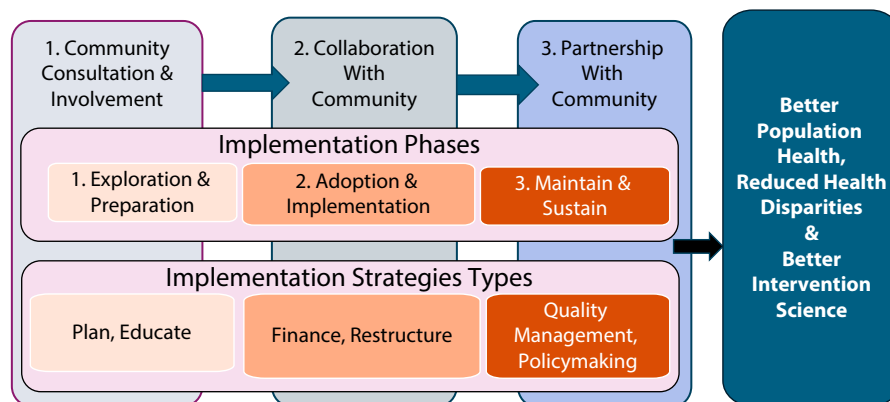 1. Community
Consultation &
Involvement
2. Collaboration
With
Community
3. Partnership
With
Community
Implementation Phases
1. Exploration &
Preparation
2. Adoption &
Implementation
3. Maintain &
Sustain
Implementation Strategies Types
Plan, Educate
Finance, Restructure
Quality
Management,
Policymaking
Better
Population
Health,
Reduced Health
Disparities
&
Better
Intervention
Science